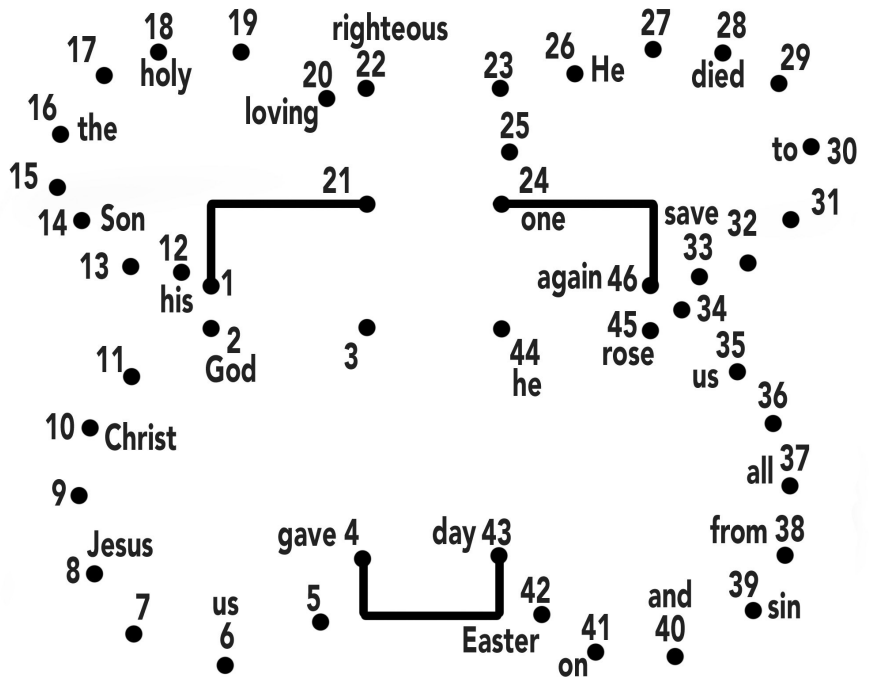 righteous
17 18 19 27 28
holy 20 22 23 26 He died 29
16 the loving
25 to 30
15 21 24 31
14 Son one save 32
13 12 33
his 1 again 46
34
2 45
11 God 3 44 rose 35
he us
36
10 Christ
all 37
9
gave 4 day 43 from 38
Jesus
8
7 us 5 42 and 39 sin
6 Easter 41 40
on